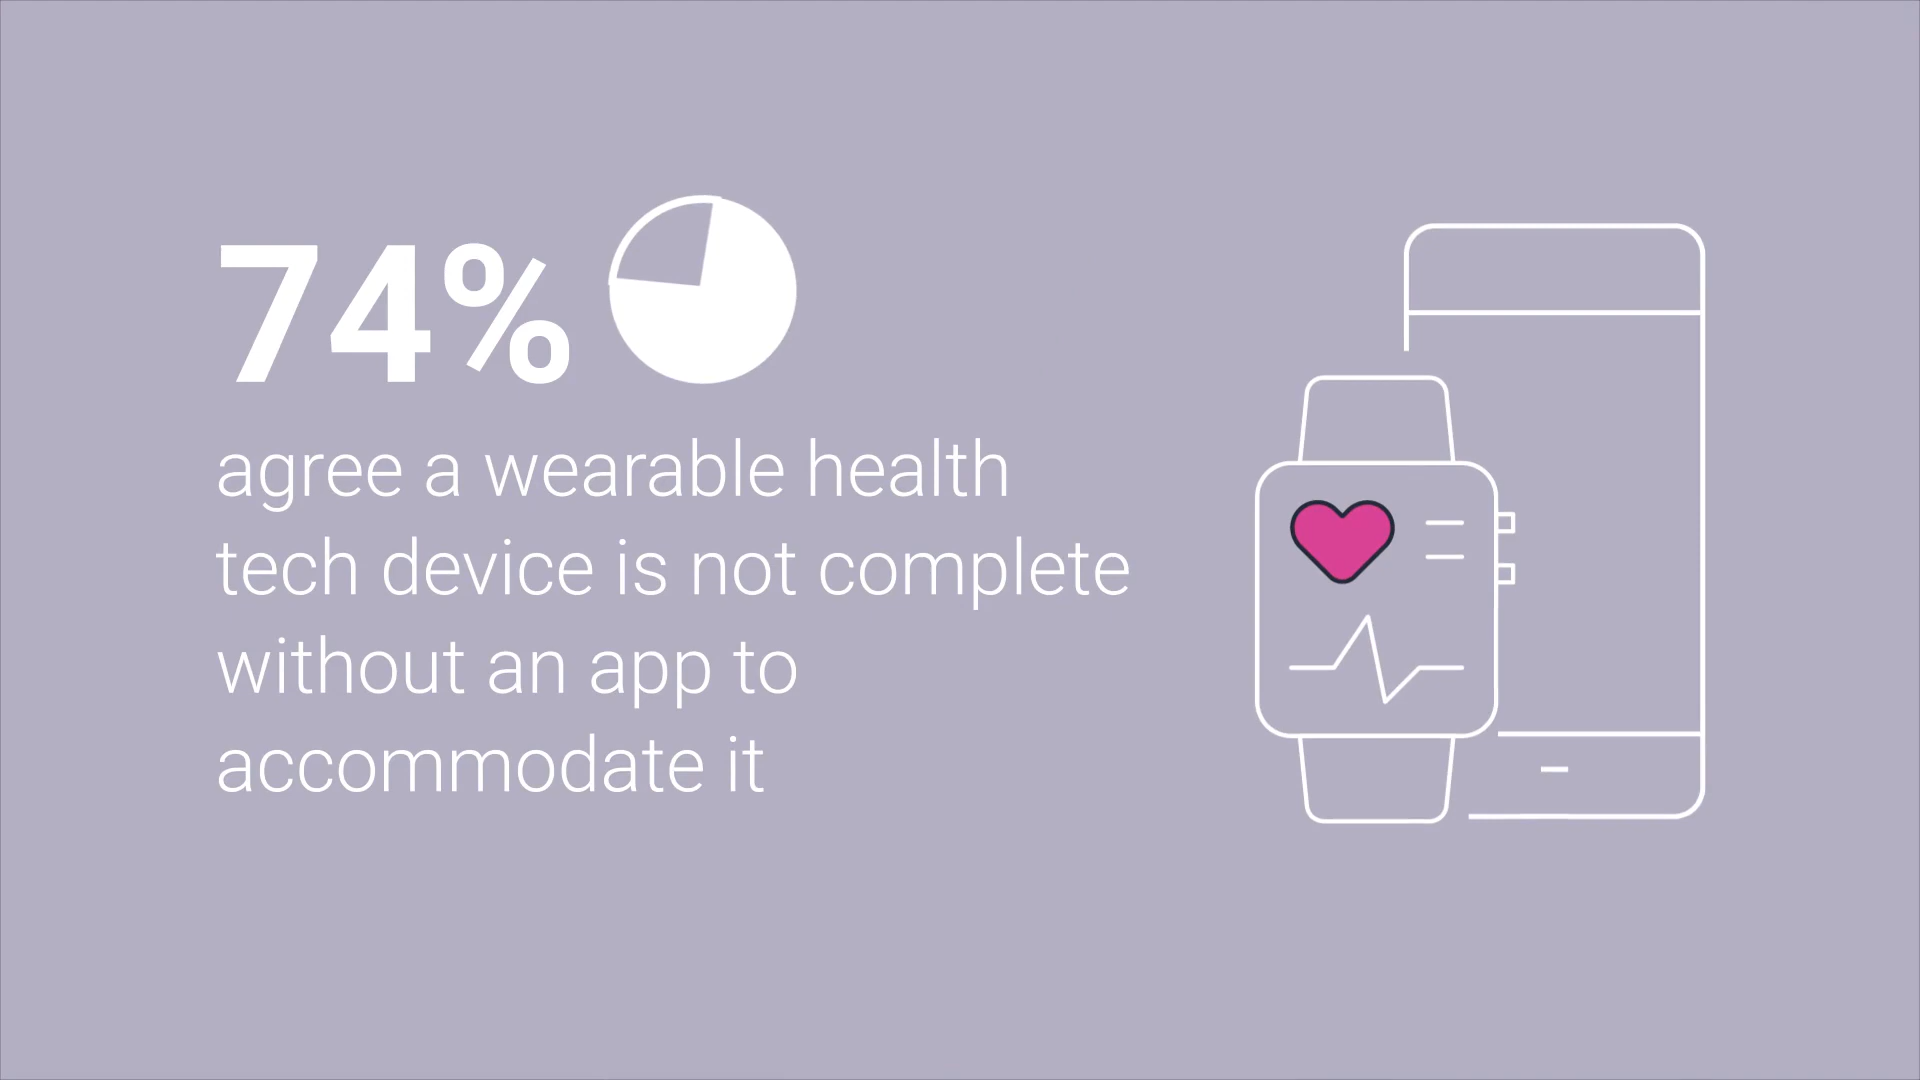 74%
agree a wearable health
tech device is not complete
without an app to
accommodate it